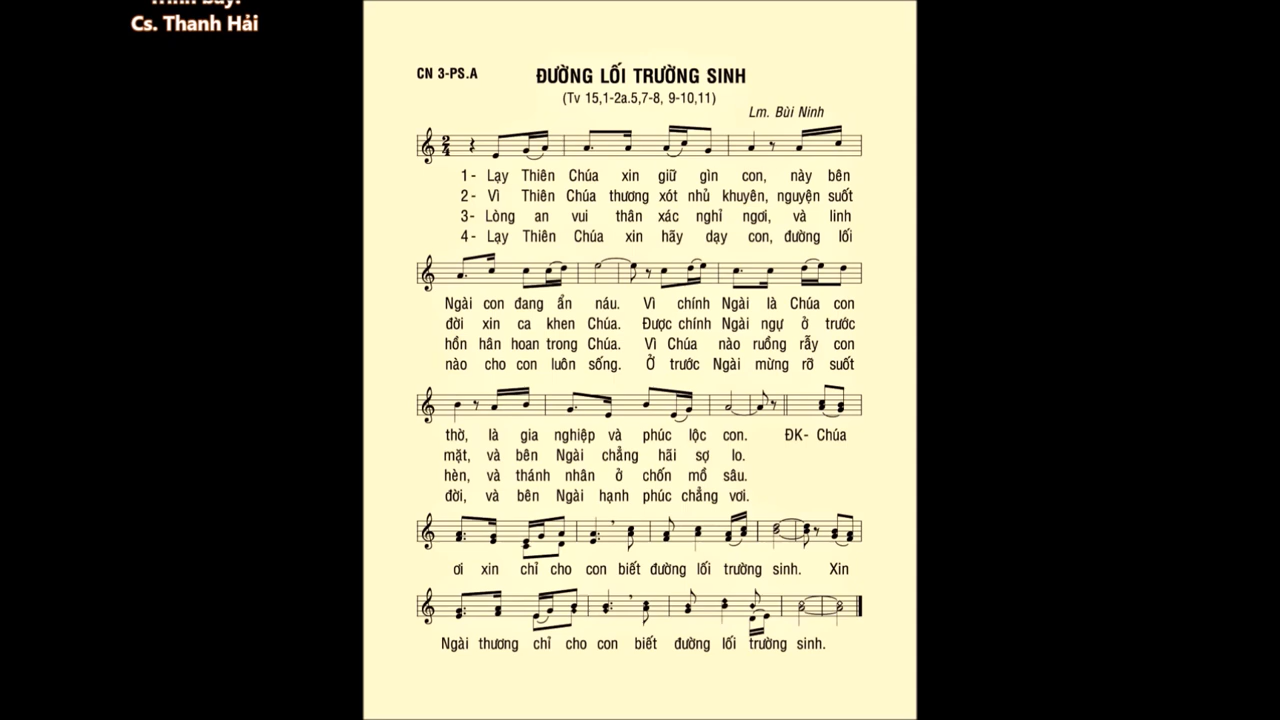 Trình bày:
Cs. Thanh Hải
CN 3-PS.A
ĐƯỜNG LỐI TRƯỜNG SINH
(Tv 15,1-2a.5,7-8, 9-10,11)
Lm. Bùi Ninh
1- Lạy Thiên Chúa xin giữ gìn con, này bên
2- Vì Thiên Chúa thương xót nhủ khuyên, nguyện suốt
3- Lòng an vui thân xác nghỉ ngơi, và linh
4- Lạy Thiên Chúa xin hãy dạy con, đường lối
Ngài con đang ẩn náu. Vì chính Ngài là Chúa con
đời xin ca khen Chúa. Được chính Ngài ngự ở trước
hồn hân hoan trong Chúa. Vì Chúa nào ruồng rẫy con
nào cho con luôn sống. Ở trước Ngài mừng rỡ suốt
thờ, là gia nghiệp và phúc lộc con. ĐK- Chúa
mặt, và bên Ngài chẳng hãi sợ lo.
hèn, và thánh nhân ở chốn mồ sâu.
đời, và bên Ngài hạnh phúc chẳng vơi.
ơi xin chỉ cho con biết đường lối trường sinh. Xin
Ngài thương chỉ cho con biết đường lối trường sinh.